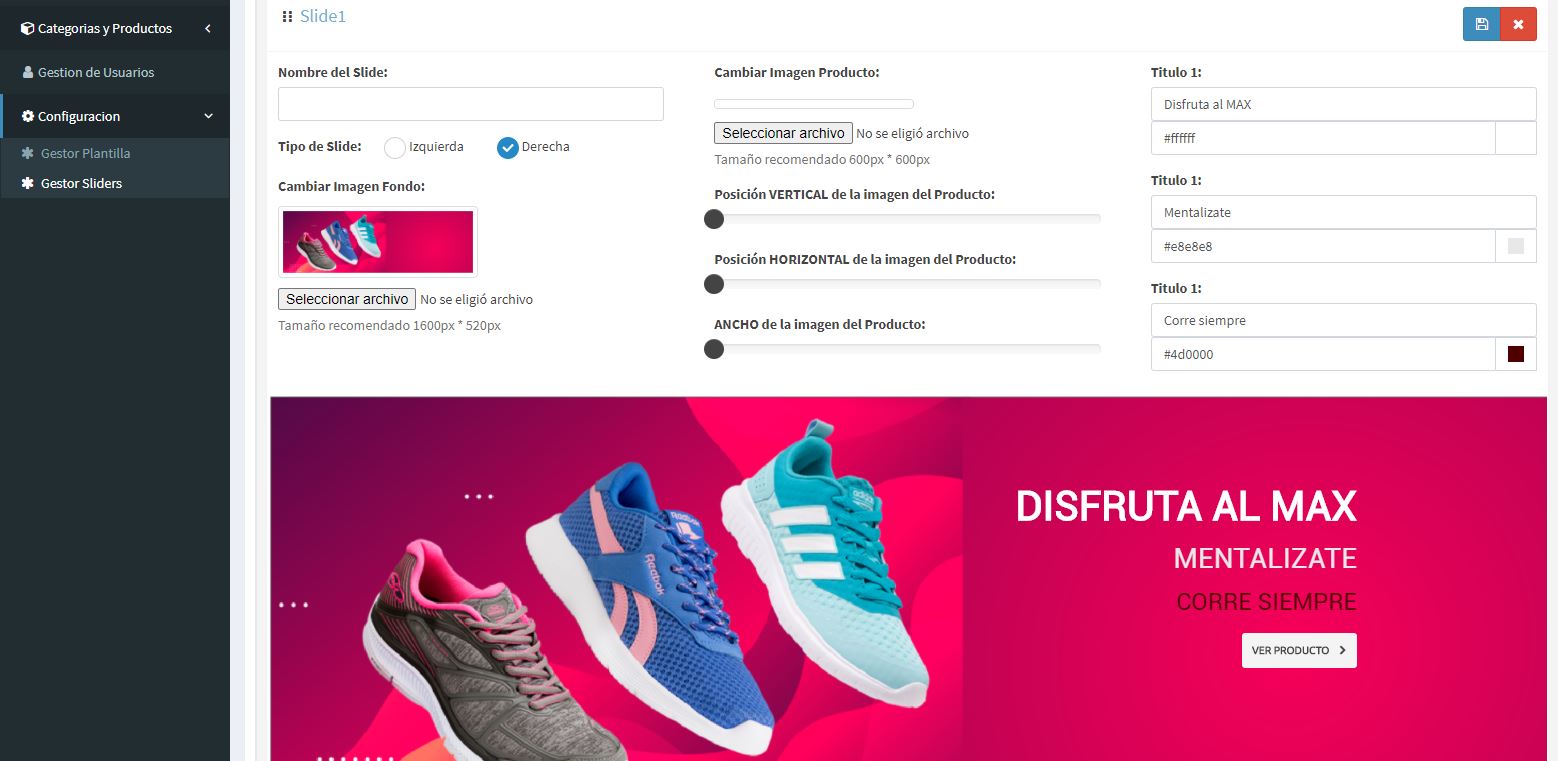 Categorias y Productos
Gestion de Usuarios
Configuracion
Gestor Plantilla
Gestor Sliders
Slide1
Nombre del Slide:
Tipo de Slide:
Izquierda
Derecha
Cambiar Imagen Fondo:
Seleccionar archivo No se eligió archivo
Tamaño recomendado 1600px * 520px
Cambiar Imagen Producto:
Seleccionar archivo No se eligió archivo
Tamaño recomendado 600px * 600px
Posición VERTICAL de la imagen del Producto:
Posición HORIZONTAL de la imagen del Producto:
ANCHO de la imagen del Producto:
Titulo 1:
Disfruta al MAX
#ffffff
Titulo 1:
Mentalizate
#e8e8e8
Titulo 1:
Corre siempre
#4d0000
Reebok
Reebok
adidas
DISFRUTA AL MAX
MENTALIZATE
CORRE SIEMPRE
VER PRODUCTO